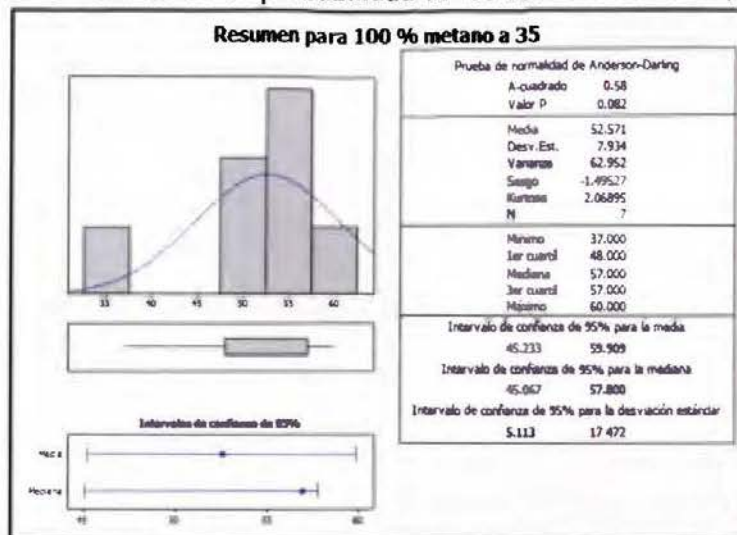 Resumen para 100 % metano a 35
Prueba de normalidad de Anderson-Darling
A-cuadrado 0.58
Valor P 0.082
Media 52.571
Desv.Est. 7.934
Varianza 62.952
Sesgo -1.49527
Kurtosis 2.06895
N 7
Mínimo 37.000
1er cuartil 48.000
Mediana 57.000
3er cuartil 57.000
Máximo 60.000
Intervalo de confianza de 95% para la media
45.233 59.909
Intervalo de confianza de 95% para la mediana
45.067 57.800
Intervalo de confianza de 95% para la desviación estándar
5.113 17.472
35 40 45 50 55 60
Intervalos de confianza de 95%
Media
Mediana
45 50 55 60